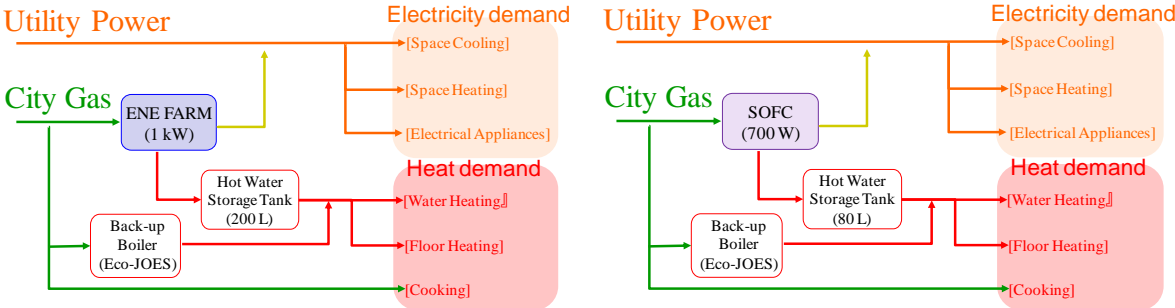 Utility Power
Electricity demand
[Space Cooling]
City Gas
ENE FARM
(1 kW)
[Space Heating]
[Electrical Appliances]
Heat demand
Hot Water
Storage Tank
(200 L)
[Water Heating』
Back-up
Boiler
(Eco-JOES)
[Floor Heating]
[Cooking]
Utility Power
Electricity demand
[Space Cooling]
City Gas
SOFC
(700 W)
[Space Heating]
[Electrical Appliances]
Heat demand
Hot Water
Storage Tank
(80 L)
[Water Heating』
Back-up
Boiler
(Eco-JOES)
[Floor Heating]
[Cooking]